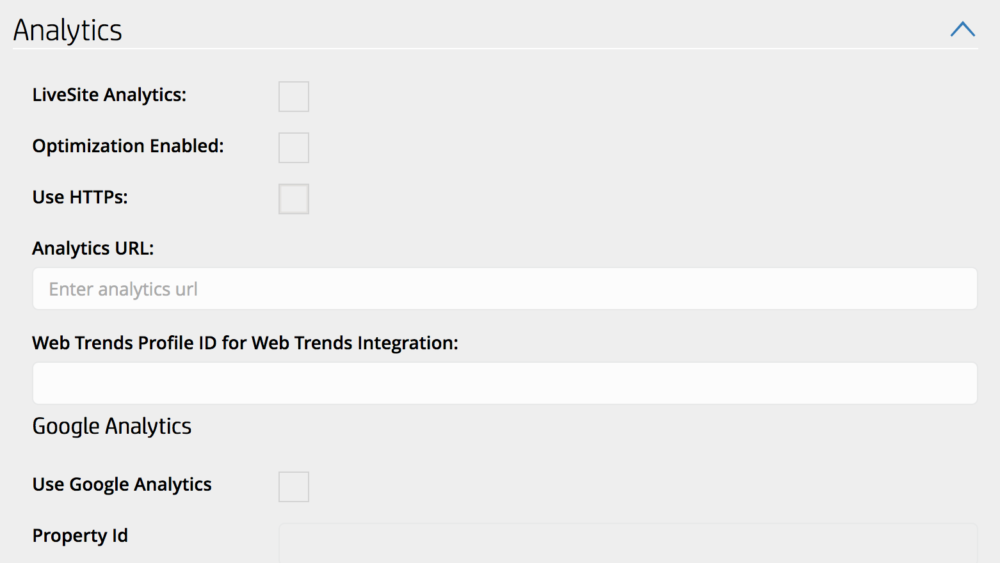 Analytics
LiveSite Analytics:
Optimization Enabled:
Use HTTPs:
Analytics URL:
Enter analytics url
Web Trends Profile ID for Web Trends Integration:
Google Analytics
Use Google Analytics
Property Id